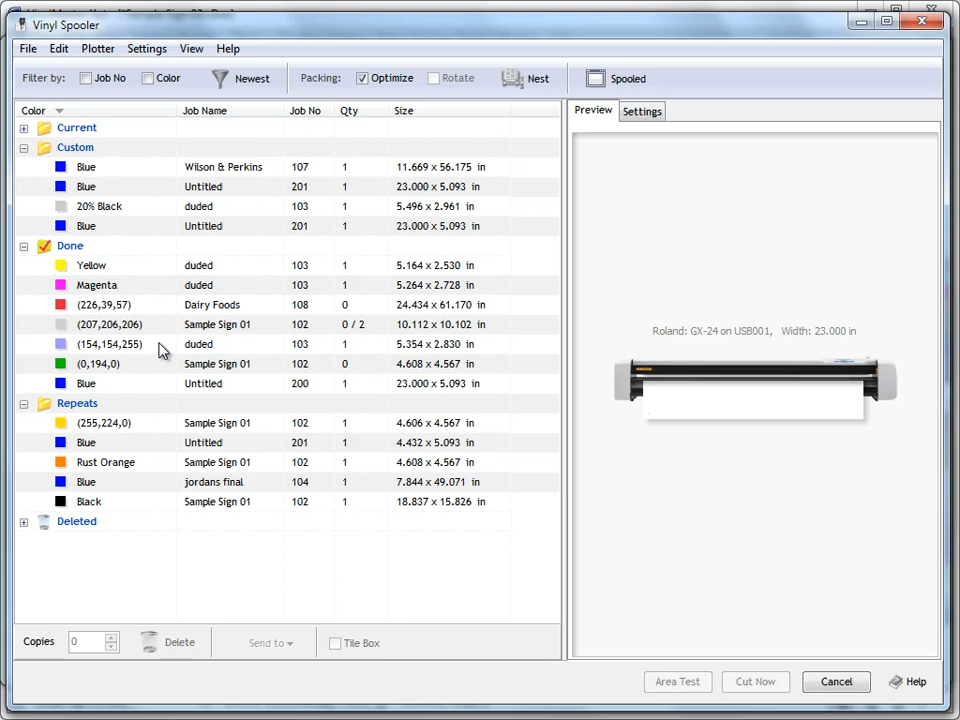 Vinyl Spooler
File Edit Plotter Settings View Help
Filter by: Job No Color Newest Packing: Optimize Rotate Nest Spooled
Color Job Name Job No Qty Size
Current
Custom
Blue Wilson & Perkins 107 1 11.669 x 56.175 in
Blue Untitled 201 1 23.000 x 5.093 in
20% Black duded 103 1 5.496 x 2.961 in
Blue Untitled 201 1 23.000 x 5.093 in
Done
Yellow duded 103 1 5.164 x 2.530 in
Magenta duded 103 1 5.264 x 2.728 in
(226,39,57) Dairy Foods 108 0 24.434 x 61.170 in
(207,206,206) Sample Sign 01 102 0 / 2 10.112 x 10.102 in
(154,154,255) duded 103 1 5.354 x 2.830 in
(0,194,0) Sample Sign 01 102 0 4.608 x 4.567 in
Blue Untitled 200 1 23.000 x 5.093 in
Repeats
(255,224,0) Sample Sign 01 102 1 4.606 x 4.567 in
Blue Untitled 201 1 4.432 x 5.093 in
Rust Orange Sample Sign 01 102 1 4.608 x 4.567 in
Blue jordans final 104 1 7.844 x 49.071 in
Black Sample Sign 01 102 1 18.837 x 15.826 in
Deleted
Copies 0 Delete Send to Tile Box
Preview Settings
Roland: GX-24 on USB001, Width: 23.000 in
Area Test Cut Now Cancel Help